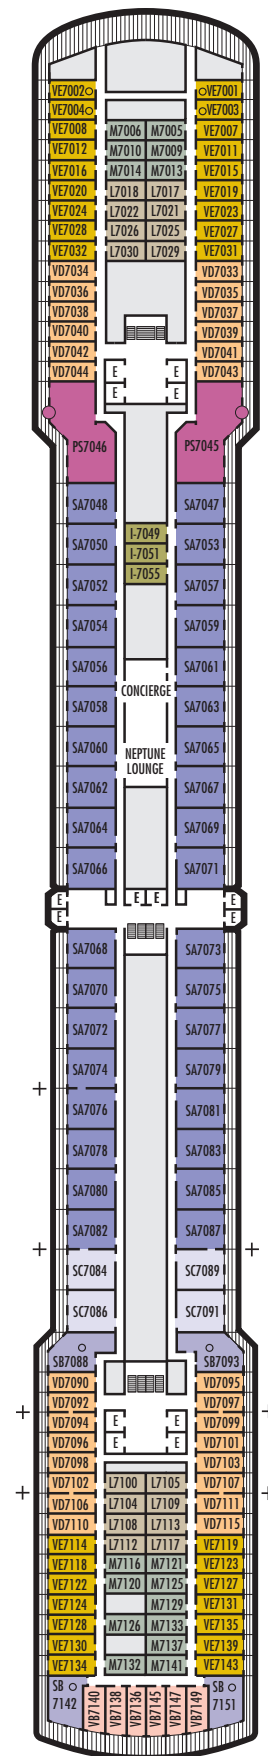 VE7002 VE7001
VE7004 VE7003
VE7008 M7006 M7005 VE7007
VE7012 M7010 M7009 VE7011
VE7016 M7014 M7013 VE7015
VE7020 L7018 L7017 VE7019
VE7024 L7022 L7021 VE7023
VE7028 L7026 L7025 VE7027
VE7032 L7030 L7029 VE7031
VD7034 VD7033
VD7036 VD7035
VD7038 VD7037
VD7040 VD7039
VD7042 VD7041
VD7044 E E VD7043
E E
PS7046 PS7045
SA7048 SA7047
I-7049
SA7050 I-7051 SA7053
SA7052 I-7055 SA7057
SA7054 SA7059
SA7056 SA7061
CONCIERGE
SA7058 SA7063
SA7060 NEPTUNE SA7065
LOUNGE
SA7062 SA7067
SA7064 SA7069
SA7066 SA7071
E E E E
E E
SA7068 SA7073
SA7070 SA7075
SA7072 SA7077
SA7074 SA7079
SA7076 SA7081
SA7078 SA7083
SA7080 SA7085
SA7082 SA7087
SC7084 SC7089
SC7086 SC7091
SB7088 SB7093
VD7090 VD7095
VD7092 VD7097
VD7094 E E VD7099
VD7096 E E VD7101
VD7098 VD7103
VD7102 L7100 L7105 VD7107
VD7106 L7104 L7109 VD7111
VD7110 L7108 L7113 VD7115
VE7114 L7112 L7117 VE7119
VE7118 M7116 M7121 VE7123
VE7122 M7120 M7125 VE7127
VE7124 M7129 VE7131
VE7128 M7126 M7133 VE7135
VE7130 M7137 VE7139
VE7134 M7132 M7141 VE7143
SB 7142 VB7140 VB7138 VB7136 VB7145 VB7147 VB7149 SB 7151